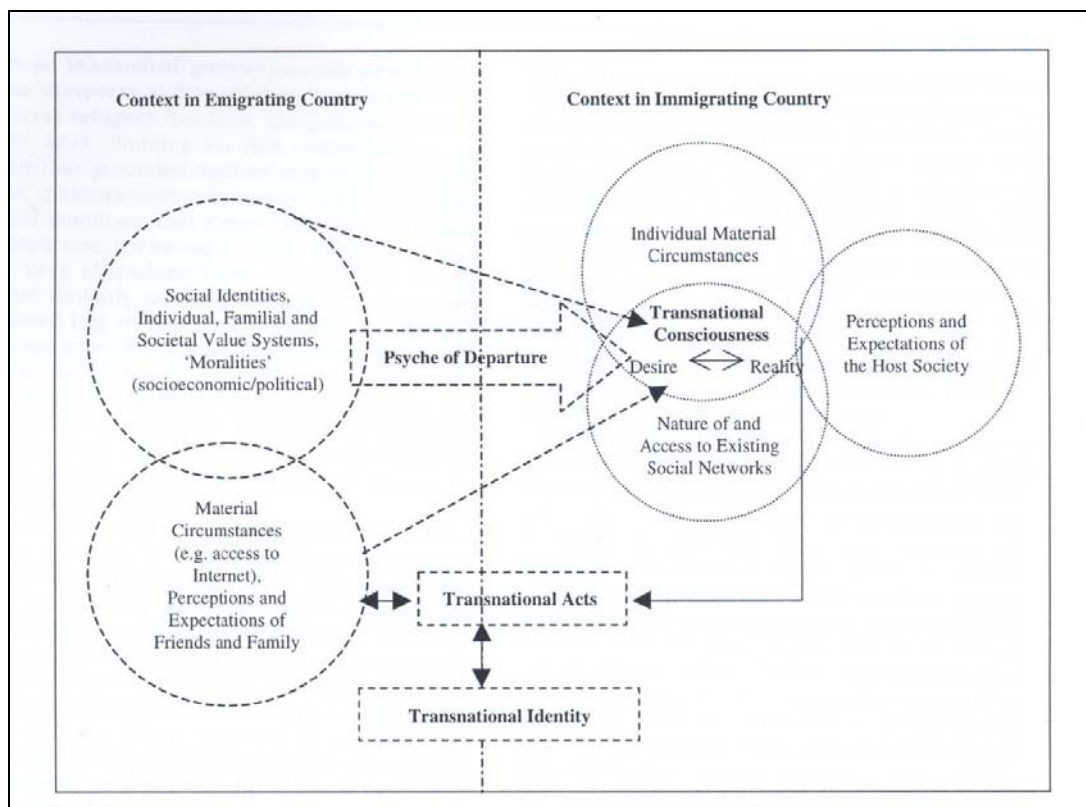 Context in Emigrating Country
Context in Immigrating Country
Social Identities,
Individual, Familial and
Societal Value Systems,
‘Moralities’
(socioeconomic/political)
Psyche of Departure
Individual Material
Circumstances
Transnational
Consciousness
Desire
Reality
Nature of and
Access to Existing
Social Networks
Perceptions and
Expectations of
the Host Society
Material
Circumstances
(e.g. access to
Internet),
Perceptions and
Expectations of
Friends and Family
Transnational Acts
Transnational Identity